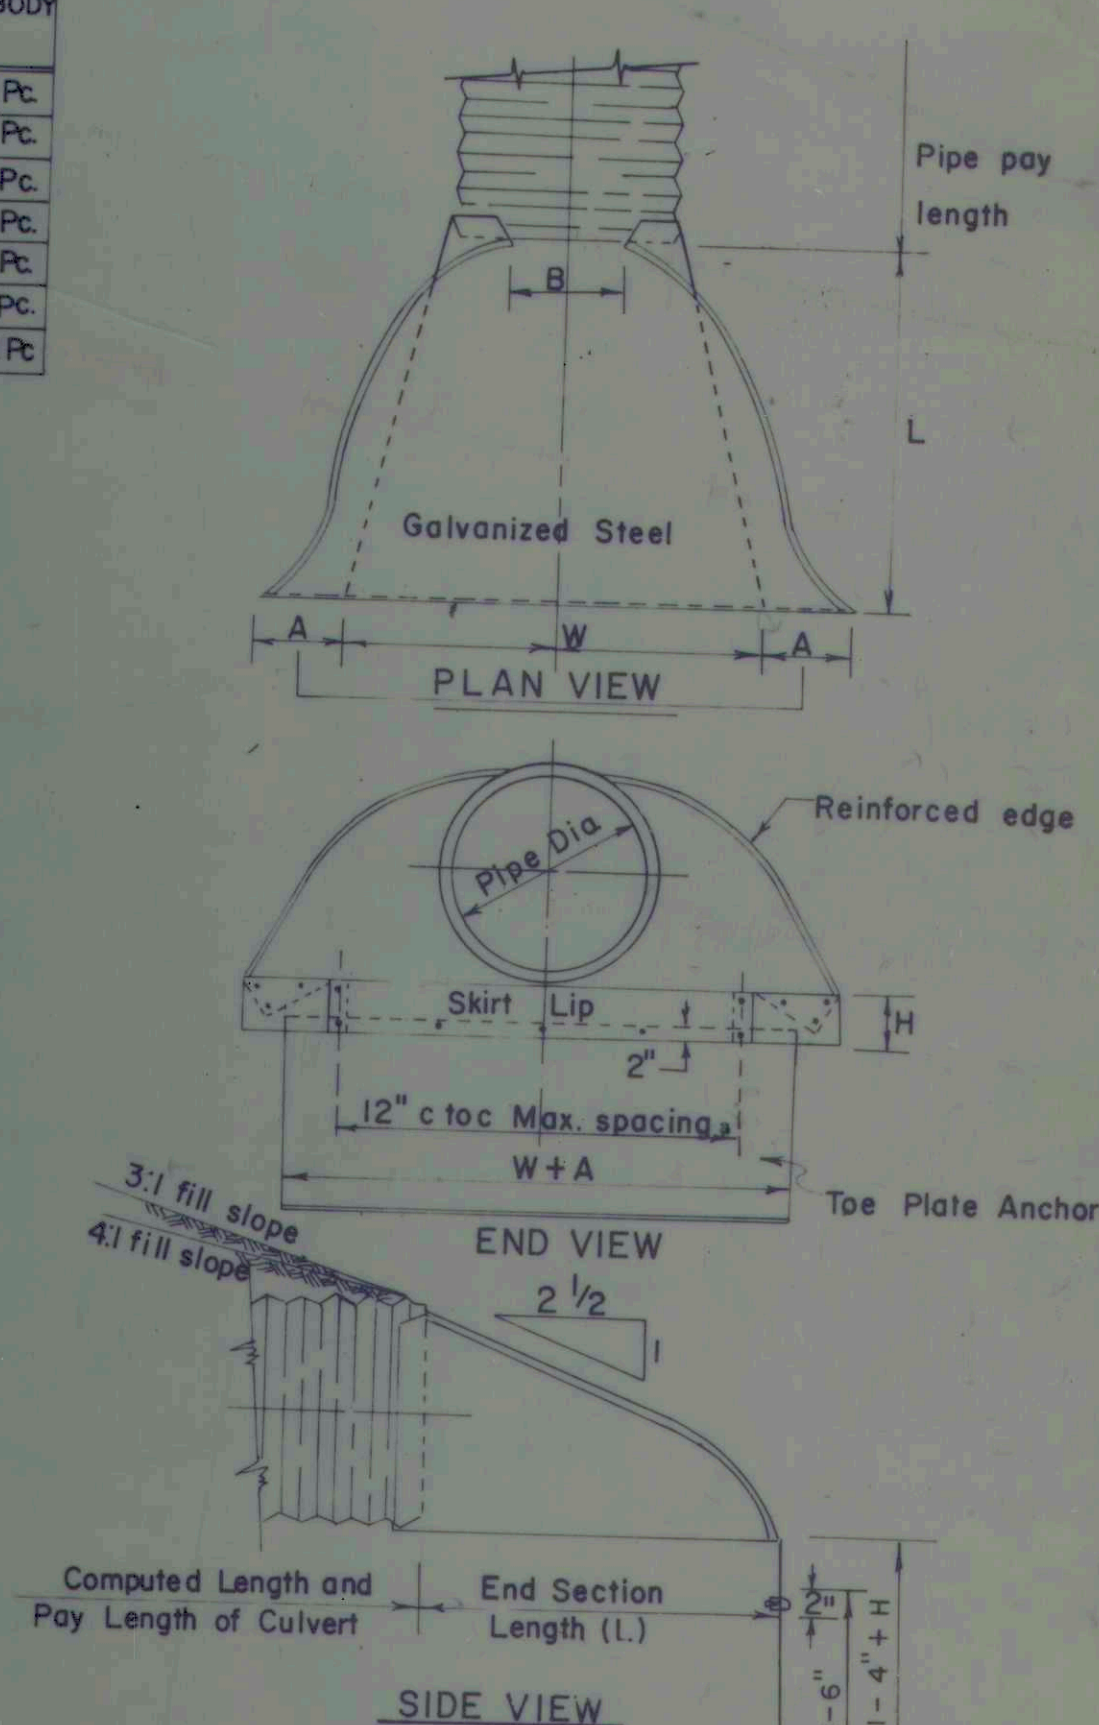 BODY
Pc.
Pc.
Pc.
Pc.
Pc.
Pc.
Pc
Pipe pay
length
B
L
Galvanized Steel
A
W
A
PLAN VIEW
Reinforced edge
Pipe Dia
Skirt Lip
H
2"
12" c to c Max. spacing
W + A
Toe Plate Anchor
END VIEW
3:1 fill slope
4:1 fill slope
2 1/2
1
Computed Length and
Pay Length of Culvert
End Section
Length (L.)
2"
-6"
1-4" + H
SIDE VIEW